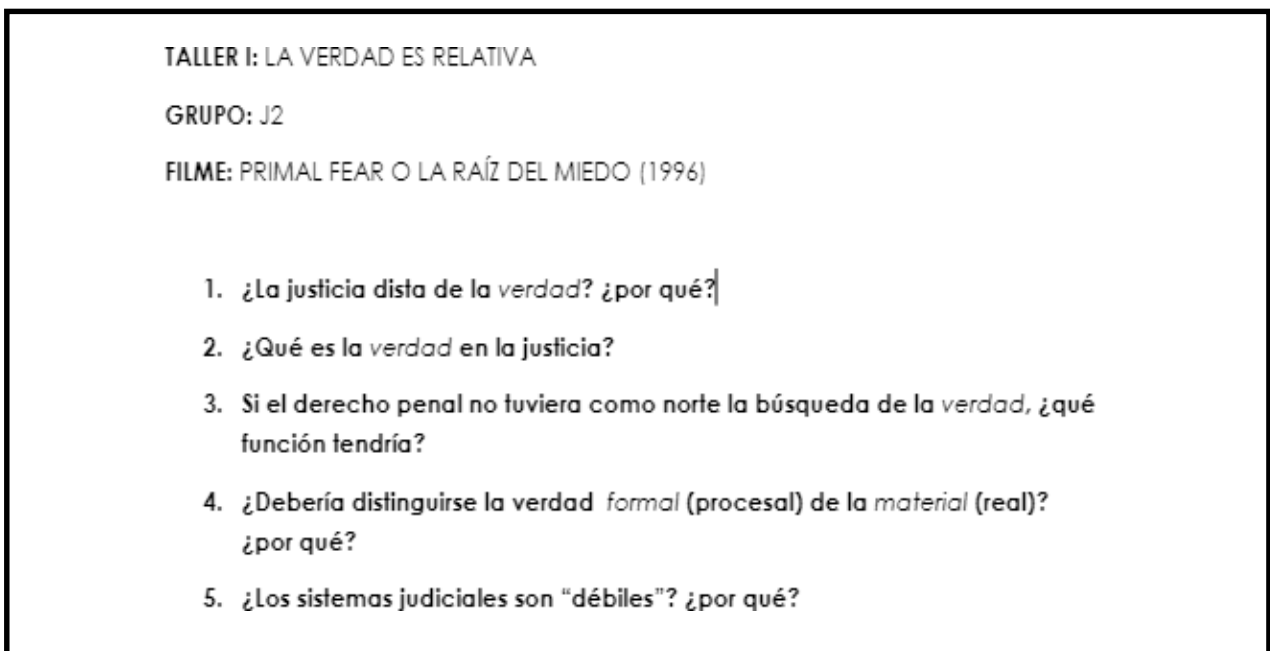 TALLER I: LA VERDAD ES RELATIVA
GRUPO: J2
FILME: PRIMAL FEAR O LA RAÍZ DEL MIEDO (1996)
1. ¿La justicia dista de la verdad? ¿por qué?
2. ¿Qué es la verdad en la justicia?
3. Si el derecho penal no tuviera como norte la búsqueda de la verdad, ¿qué
función tendría?
4. ¿Debería distinguirse la verdad formal (procesal) de la material (real)?
¿por qué?
5. ¿Los sistemas judiciales son “débiles”? ¿por qué?